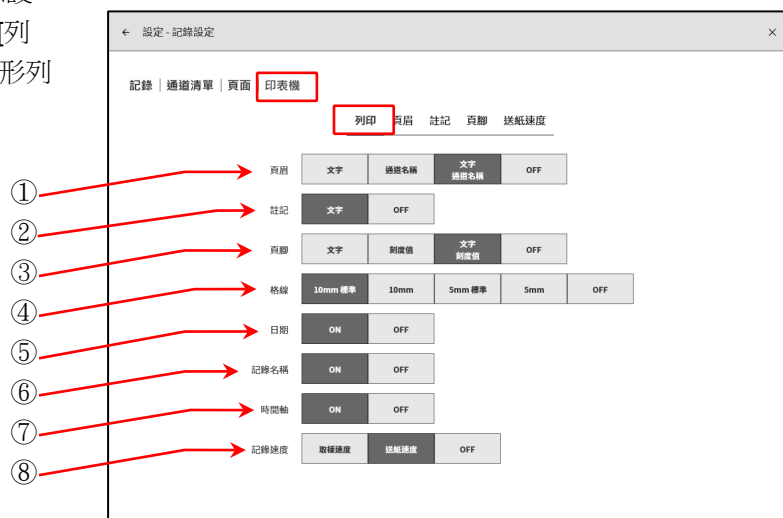 列
形列
← 設定 - 記錄設定 ×
記錄 | 通道清單 | 頁面 | 印表機
列印 頁眉 註記 頁腳 送紙速度
① 頁眉 文字 通道名稱 文字 通道名稱 OFF
② 註記 文字 OFF
③ 頁腳 文字 刻度值 文字 刻度值 OFF
④ 格線 10mm 標準 10mm 5mm 標準 5mm OFF
⑤ 日期 ON OFF
⑥ 記錄名稱 ON OFF
⑦ 時間軸 ON OFF
⑧ 記錄速度 取樣速度 送紙速度 OFF